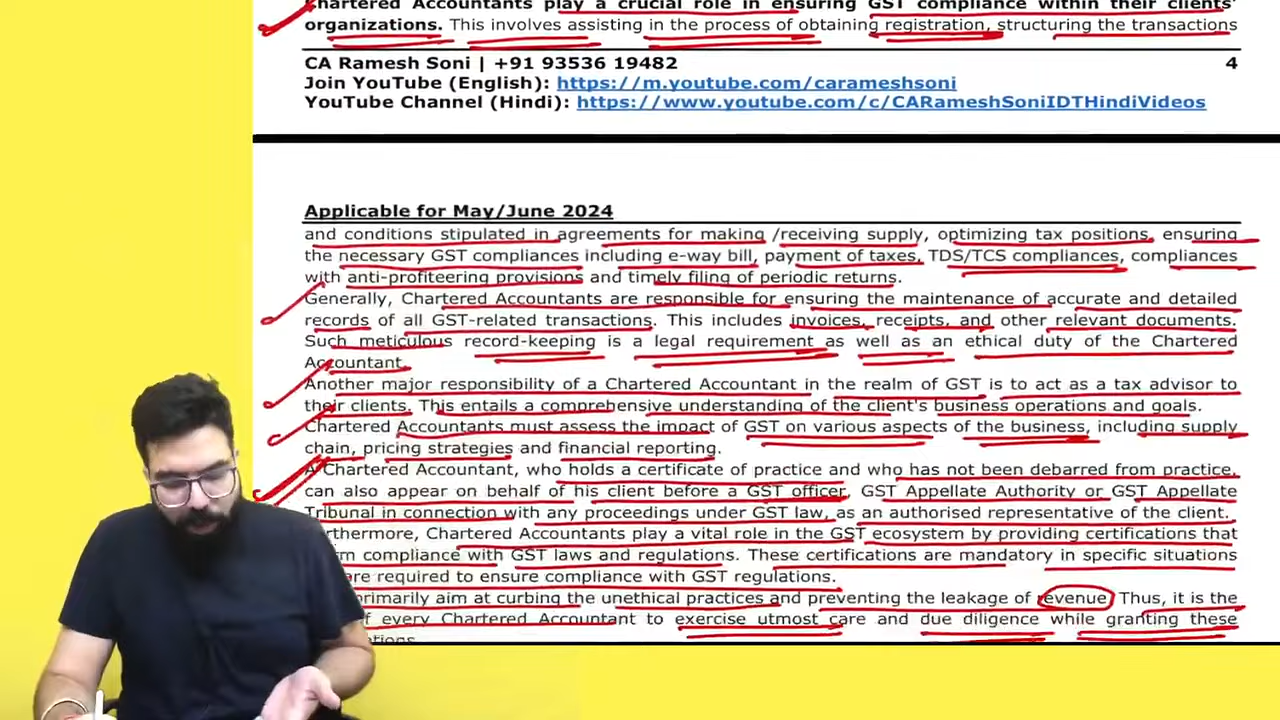 Chartered Accountants play a crucial role in ensuring GST compliance within their clients'
organizations. This involves assisting in the process of obtaining registration, structuring the transactions
CA Ramesh Soni | +91 93536 19482
4
Join YouTube (English): https://m.youtube.com/carameshsoni
YouTube Channel (Hindi): https://www.youtube.com/c/CARameshSoniIDTHindiVideos
Applicable for May/June 2024
and conditions stipulated in agreements for making /receiving supply, optimizing tax positions, ensuring
the necessary GST compliances including e-way bill, payment of taxes, TDS/TCS compliances, compliances
with anti-profiteering provisions and timely filing of periodic returns.
Generally, Chartered Accountants are responsible for ensuring the maintenance of accurate and detailed
records of all GST-related transactions. This includes invoices, receipts, and other relevant documents.
Such meticulous record-keeping is a legal requirement as well as an ethical duty of the Chartered
Accountant.
Another major responsibility of a Chartered Accountant in the realm of GST is to act as a tax advisor to
their clients. This entails a comprehensive understanding of the client's business operations and goals.
Chartered Accountants must assess the impact of GST on various aspects of the business, including supply
chain, pricing strategies and financial reporting.
A Chartered Accountant, who holds a certificate of practice and who has not been debarred from practice,
can also appear on behalf of his client before a GST officer, GST Appellate Authority or GST Appellate
Tribunal in connection with any proceedings under GST law, as an authorised representative of the client.
Chartered Accountants play a vital role in the GST ecosystem by providing certifications that
compliance with GST laws and regulations. These certifications are mandatory in specific situations
required to ensure compliance with GST regulations.
primarily aim at curbing the unethical practices and preventing the leakage of revenue Thus, it is the
every Chartered Accountant to exercise utmost care and due diligence while granting these